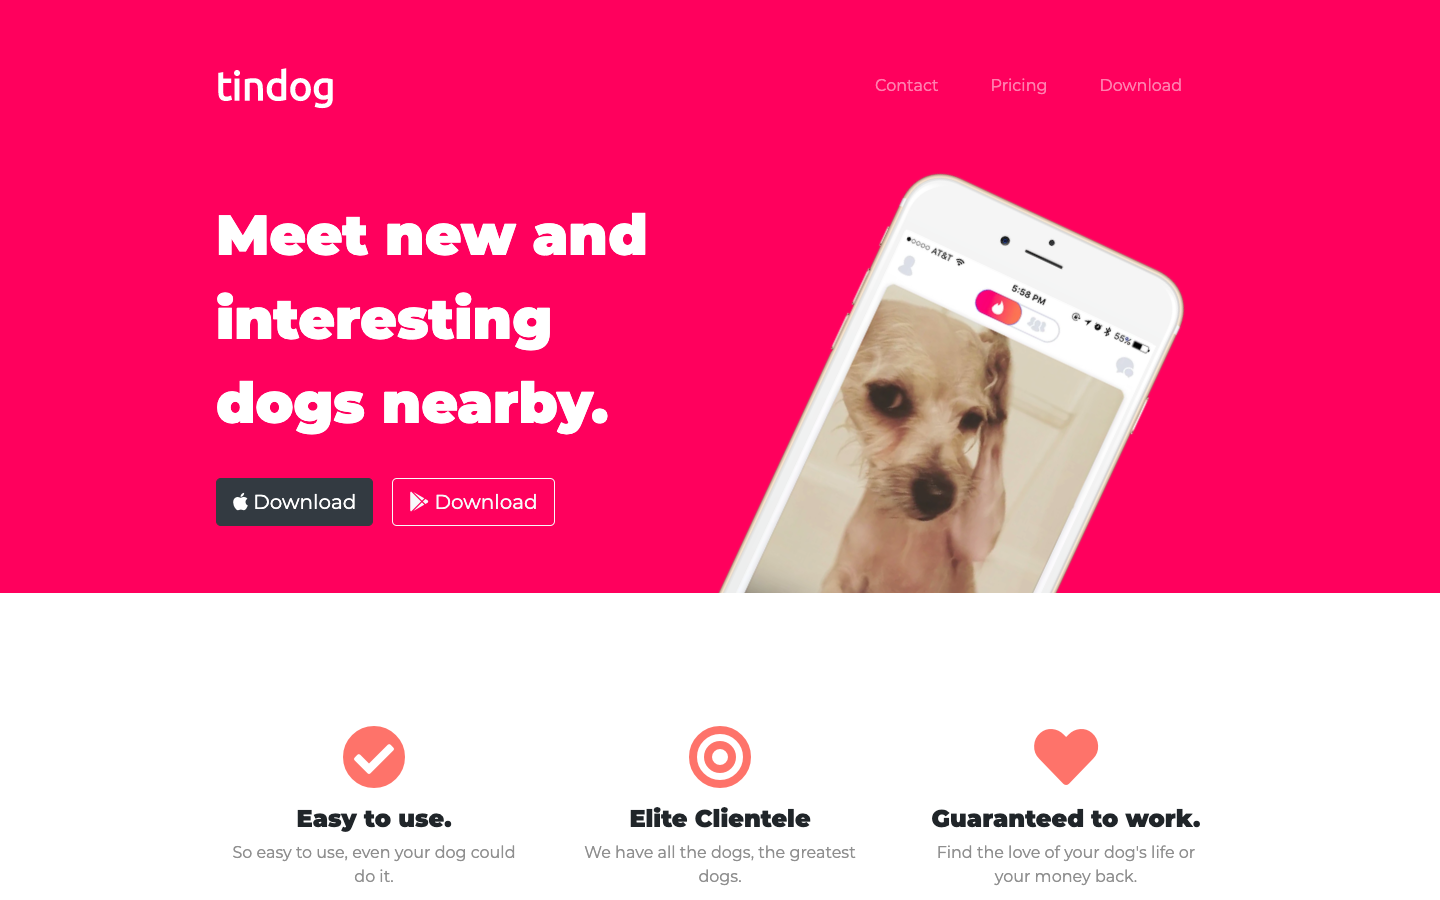 tindog
Contact Pricing Download
Meet new and
interesting
dogs nearby.
Download Download
AT&T
5:58 PM
55%
Easy to use.
So easy to use, even your dog could
do it.
Elite Clientele
We have all the dogs, the greatest
dogs.
Guaranteed to work.
Find the love of your dog's life or
your money back.